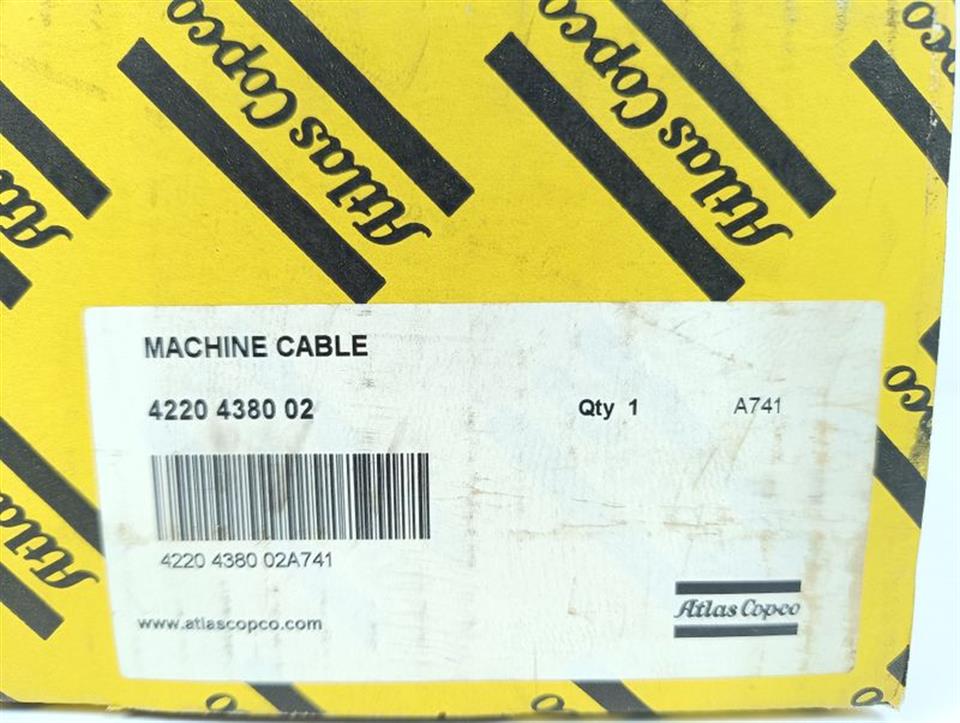 Atlas Copco
Atlas Copco
Copco
Atlas
MACHINE CABLE
4220 4380 02 Qty 1 A741
4220 4380 02A741
www.atlascopco.com
Atlas Copco